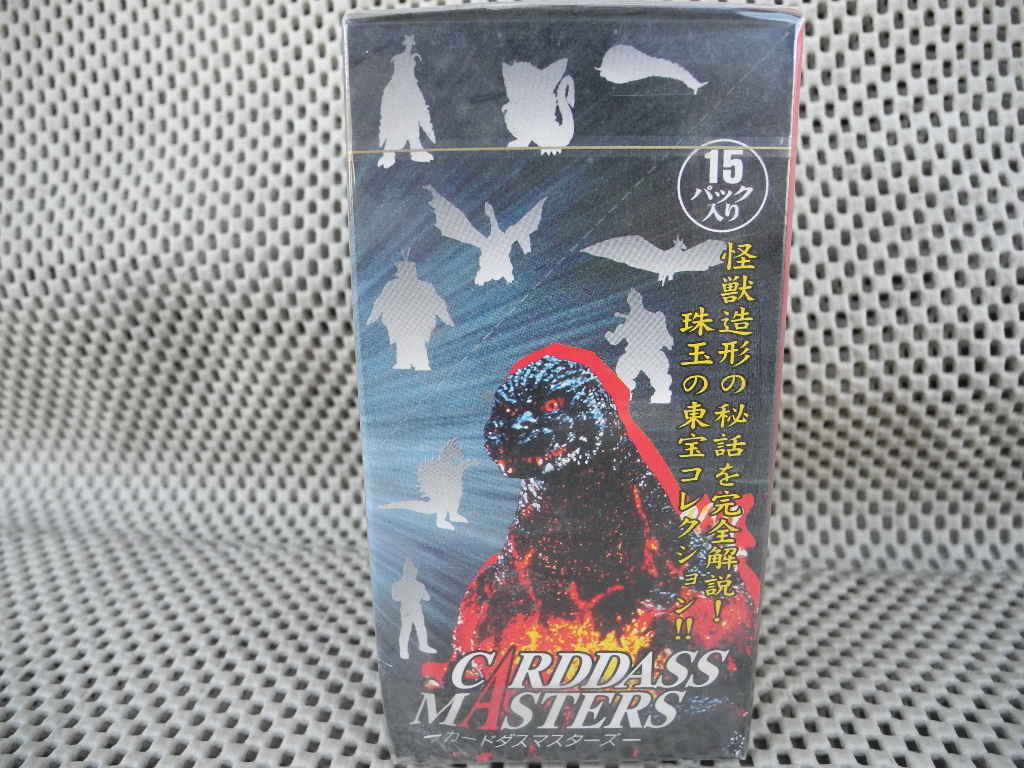 15
パック
入り
怪獣造形の秘話を完全解説！
珠玉の東宝コレクション!!
CARDDASS
MASTERS
ーカードダスマスターズー